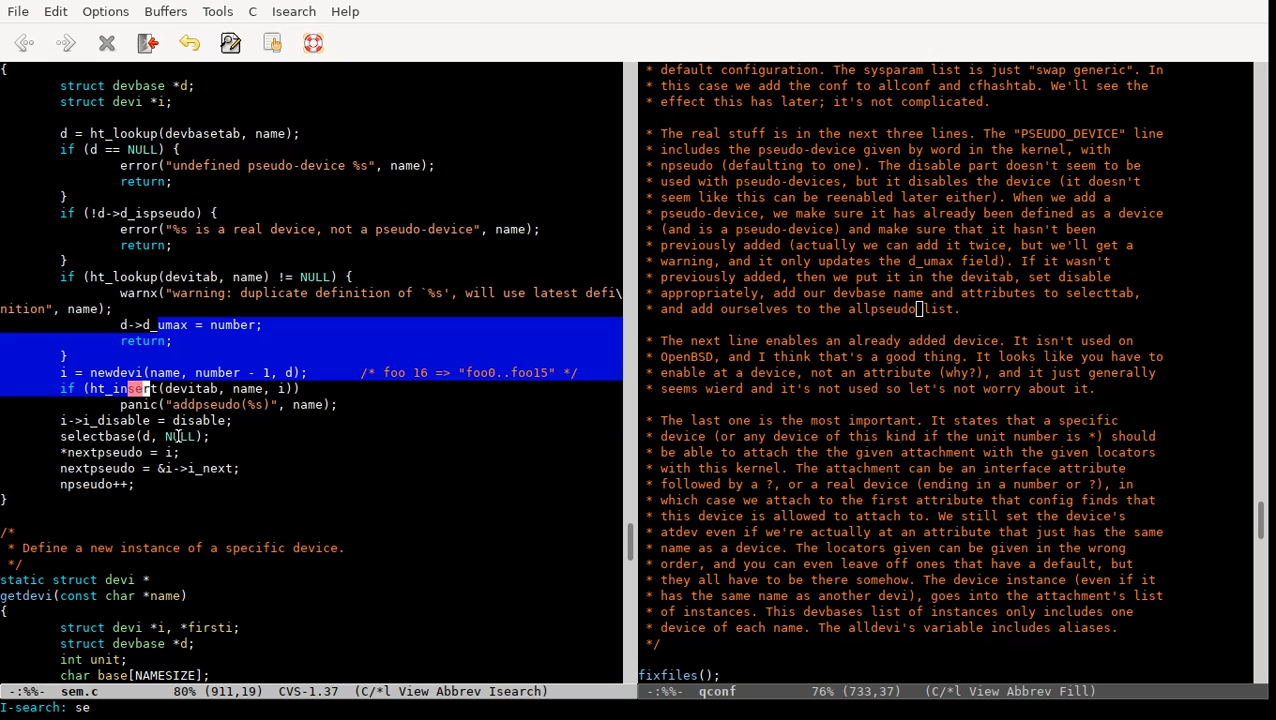 File Edit Options Buffers Tools C Isearch Help
{
struct devbase *d;
struct devi *i;
d = ht_lookup(devbasetab, name);
if (d == NULL) {
error("undefined pseudo-device %s", name);
return;
}
if (!d->d_ispseudo) {
error("%s is a real device, not a pseudo-device", name);
return;
}
if (ht_lookup(devitab, name) != NULL) {
warnx("warning: duplicate definition of `%s', will use latest defi\
nition", name);
d->d_umax = number;
return;
}
i = newdevi(name, number - 1, d); /* foo 16 => "foo0..foo15" */
if (ht_insert(devitab, name, i))
panic("addpseudo(%s)", name);
i->i_disable = disable;
selectbase(d, NULL);
*nextpseudo = i;
nextpseudo = &i->i_next;
npseudo++;
}
/*
* Define a new instance of a specific device.
*/
static struct devi *
getdevi(const char *name)
{
struct devi *i, *firsti;
struct devbase *d;
int unit;
char base[NAMESIZE];
-:%%- sem.c 80% (911,19) CVS-1.37 (C/*l View Abbrev Isearch)
* default configuration. The sysparam list is just "swap generic". In
* this case we add the conf to allconf and cfhashtab. We'll see the
* effect this has later; it's not complicated.
* The real stuff is in the next three lines. The "PSEUDO_DEVICE" line
* includes the pseudo-device given by word in the kernel, with
* npseudo (defaulting to one). The disable part doesn't seem to be
* used with pseudo-devices, but it disables the device (it doesn't
* seem like this can be reenabled later either). When we add a
* pseudo-device, we make sure it has already been defined as a device
* (and is a pseudo-device) and make sure that it hasn't been
* previously added (actually we can add it twice, but we'll get a
* warning, and it only updates the d_umax field). If it wasn't
* previously added, then we put it in the devitab, set disable
* appropriately, add our devbase name and attributes to selecttab,
* and add ourselves to the allpseudo list.
* The next line enables an already added device. It isn't used on
* OpenBSD, and I think that's a good thing. It looks like you have to
* enable at a device, not an attribute (why?), and it just generally
* seems wierd and it's not used so let's not worry about it.
* The last one is the most important. It states that a specific
* device (or any device of this kind if the unit number is *) should
* be able to attach the the given attachment with the given locators
* with this kernel. The attachment can be an interface attribute
* followed by a ?, or a real device (ending in a number or ?), in
* which case we attach to the first attribute that config finds that
* this device is allowed to attach to. We still set the device's
* atdev even if we're actually at an attribute that just has the same
* name as a device. The locators given can be given in the wrong
* order, and you can even leave off ones that have a default, but
* they all have to be there somehow. The device instance (even if it
* has the same name as another devi), goes into the attachment's list
* of instances. This devbases list of instances only includes one
* device of each name. The alldevi's variable includes aliases.
*/
fixfiles();
-:%%- qconf 76% (733,37) (C/*l View Abbrev Fill)
I-search: se